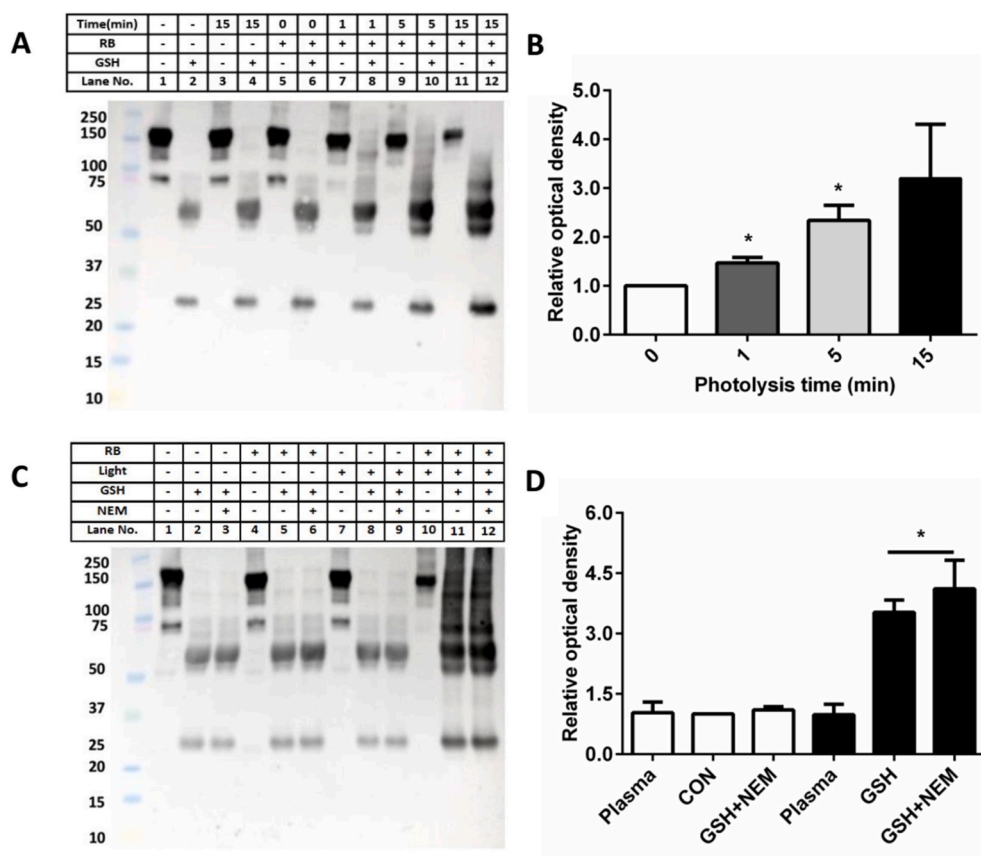 A
Time(min) - - 15 15 0 0 1 1 5 5 15 15
RB - - - - + + + + + + + +
GSH - + - + - + - + - + - +
Lane No. 1 2 3 4 5 6 7 8 9 10 11 12
250
150
100
75
50
37
25
20
15
10
B
Relative optical density
5.0
4.0
3.0
2.0
1.0
0.0
*
*
0 1 5 15
Photolysis time (min)
C
RB - - - + + + - - - + + +
Light - - - - - - + + + + + +
GSH - + + - + + - + + - + +
NEM - - + - - + - - + - - +
Lane No. 1 2 3 4 5 6 7 8 9 10 11 12
250
150
100
75
50
37
25
20
15
10
D
Relative optical density
6.0
4.5
3.0
1.5
0.0
*
Plasma CON GSH+NEM Plasma GSH GSH+NEM